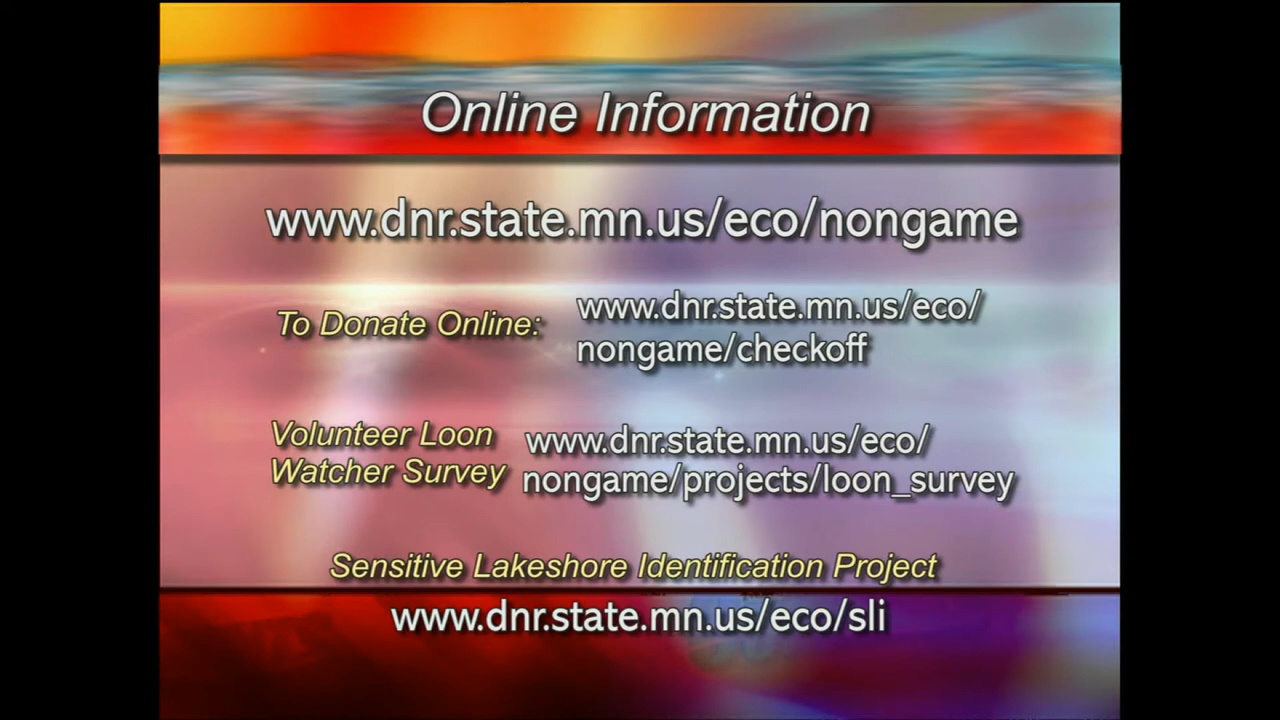 Online Information
www.dnr.state.mn.us/eco/nongame
To Donate Online:
www.dnr.state.mn.us/eco/
nongame/checkoff
Volunteer Loon
Watcher Survey
www.dnr.state.mn.us/eco/
nongame/projects/loon_survey
Sensitive Lakeshore Identification Project
www.dnr.state.mn.us/eco/sli